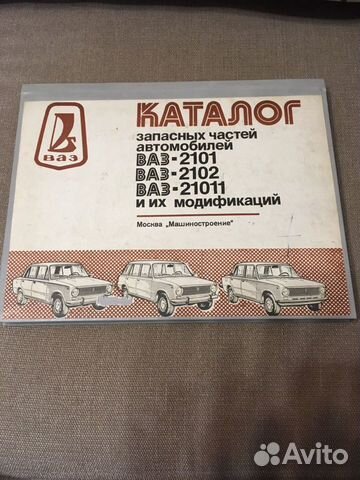 ВАЗ
КАТАЛОГ
запасных частей
автомобилей
ВАЗ-2101
ВАЗ-2102
ВАЗ-21011
и их модификаций
Москва „Машиностроение"
Avito